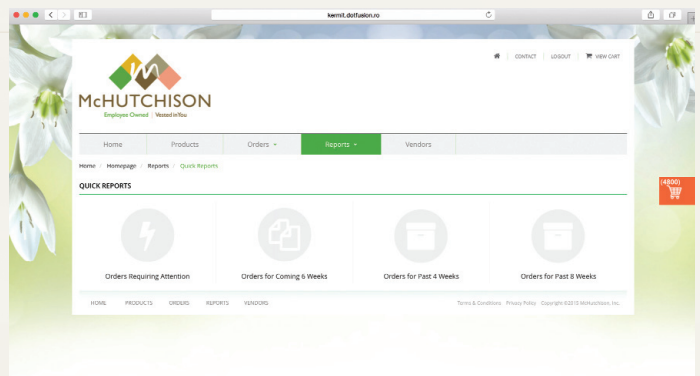 kermit.dotfusion.ro
CONTACT LOGOUT VIEW CART
McHUTCHISON
Employee Owned | Vested in You
Home Products Orders Reports Vendors
Home / Homepage / Reports / Quick Reports
QUICK REPORTS
(4800)
Orders Requiring Attention Orders for Coming 6 Weeks Orders for Past 4 Weeks Orders for Past 8 Weeks
HOME PRODUCTS ORDERS REPORTS VENDORS Terms & Conditions Privacy Policy Copyright ©2015 McHutchison, Inc.